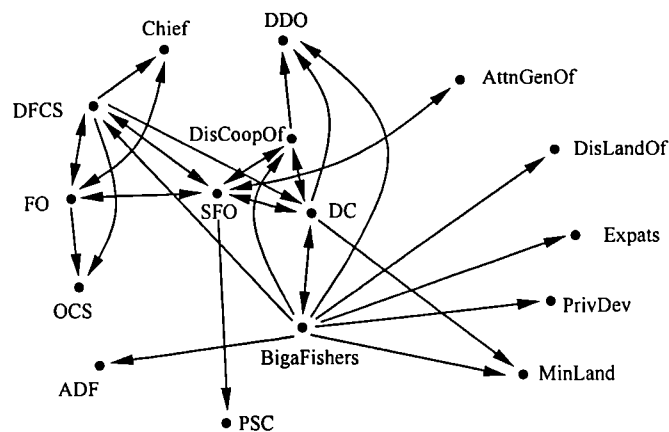 Chief
DDO
AttnGenOf
DFCS
DisCoopOf
DisLandOf
FO
SFO
DC
Expats
OCS
PrivDev
BigaFishers
ADF
MinLand
PSC